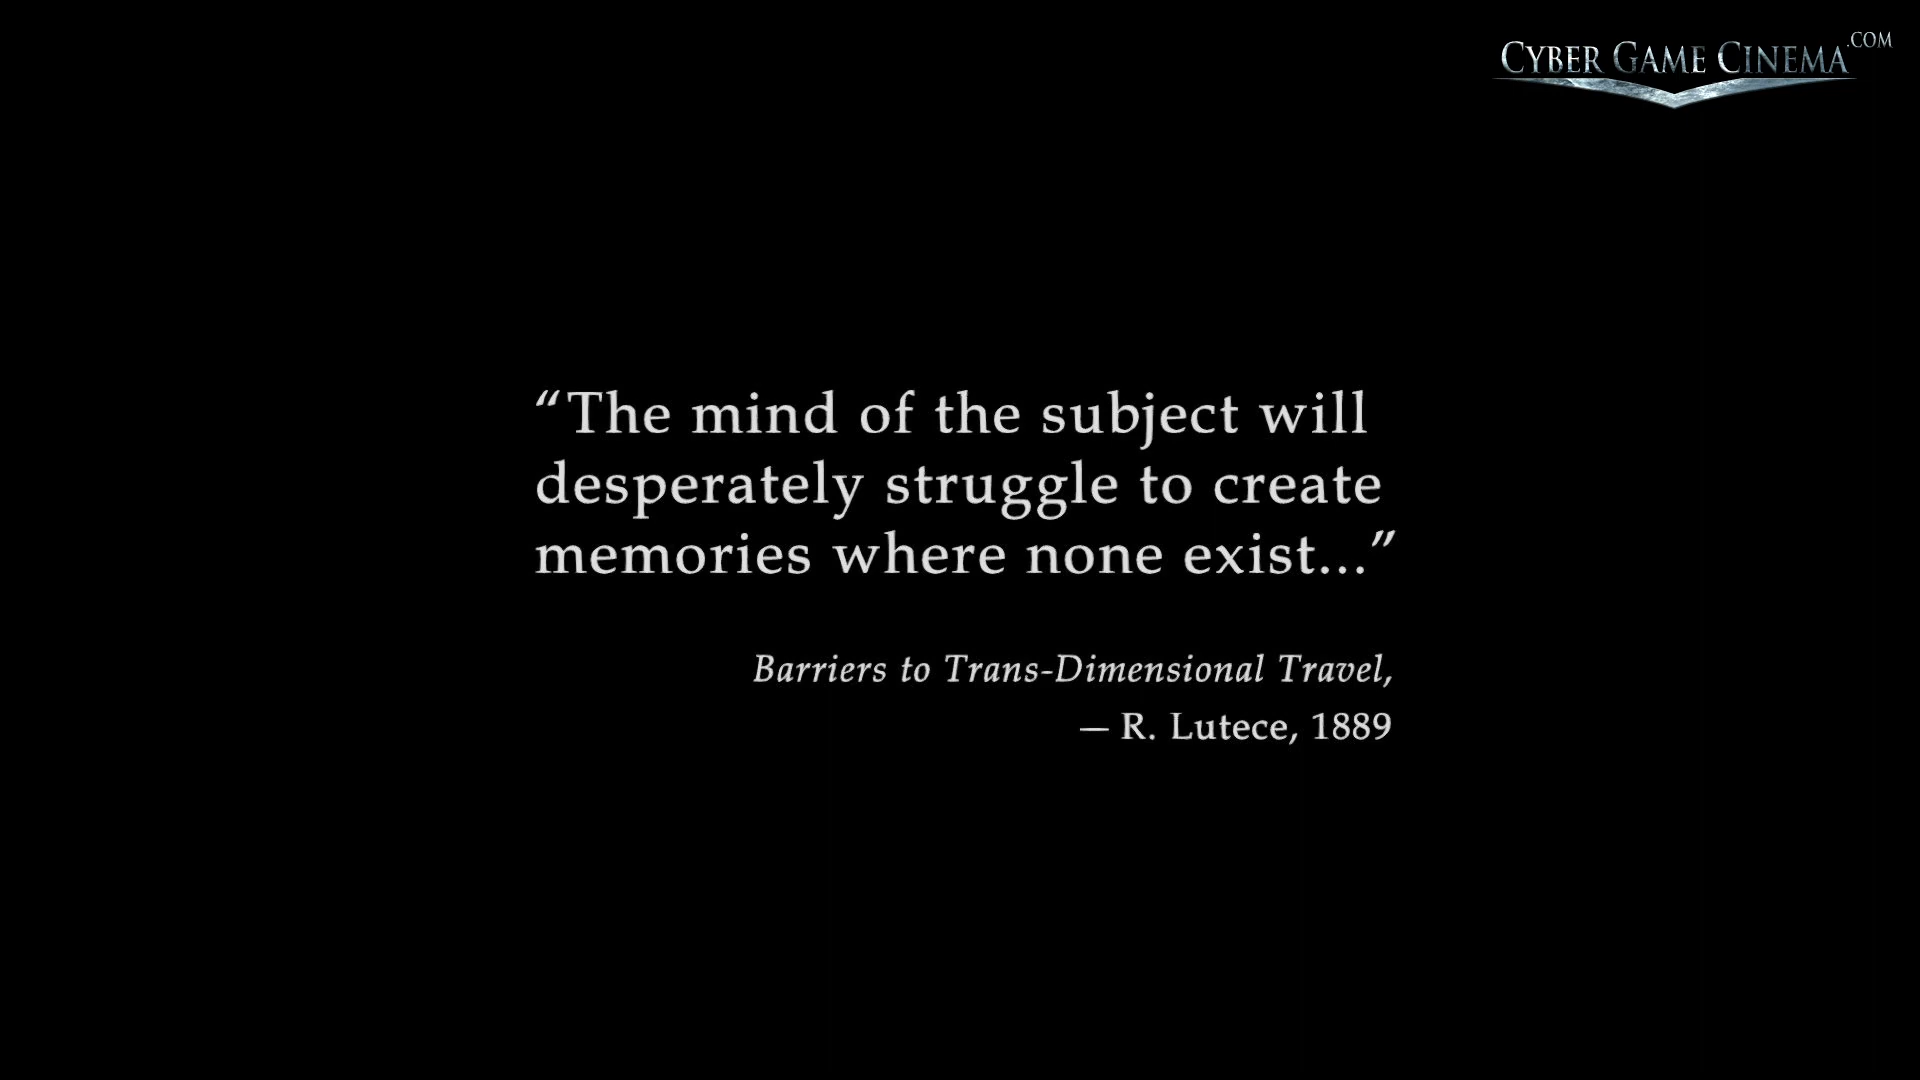 CYBER GAME CINEMA.COM
“The mind of the subject will
desperately struggle to create
memories where none exist...”
Barriers to Trans-Dimensional Travel,
— R. Lutece, 1889